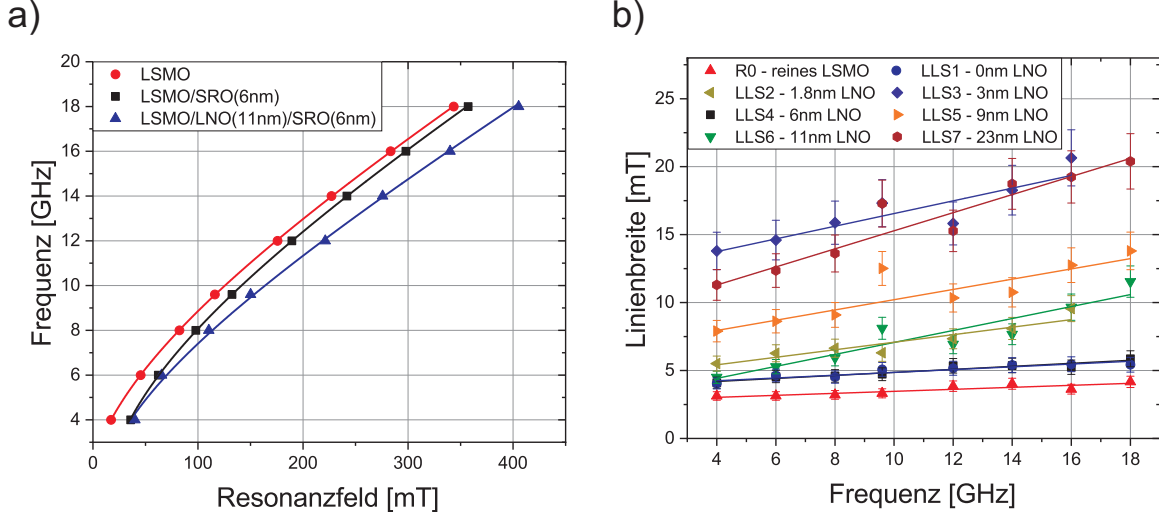 a)
20
18
16
14
12
10
8
6
4
Frequenz [GHz]
LSMO
LSMO/SRO(6nm)
LSMO/LNO(11nm)/SRO(6nm)
0 100 200 300 400
Resonanzfeld [mT]
b)
25
20
15
10
5
0
Linienbreite [mT]
R0 - reines LSMO LLS1 - 0nm LNO
LLS2 - 1.8nm LNO LLS3 - 3nm LNO
LLS4 - 6nm LNO LLS5 - 9nm LNO
LLS6 - 11nm LNO LLS7 - 23nm LNO
4 6 8 10 12 14 16 18
Frequenz [GHz]